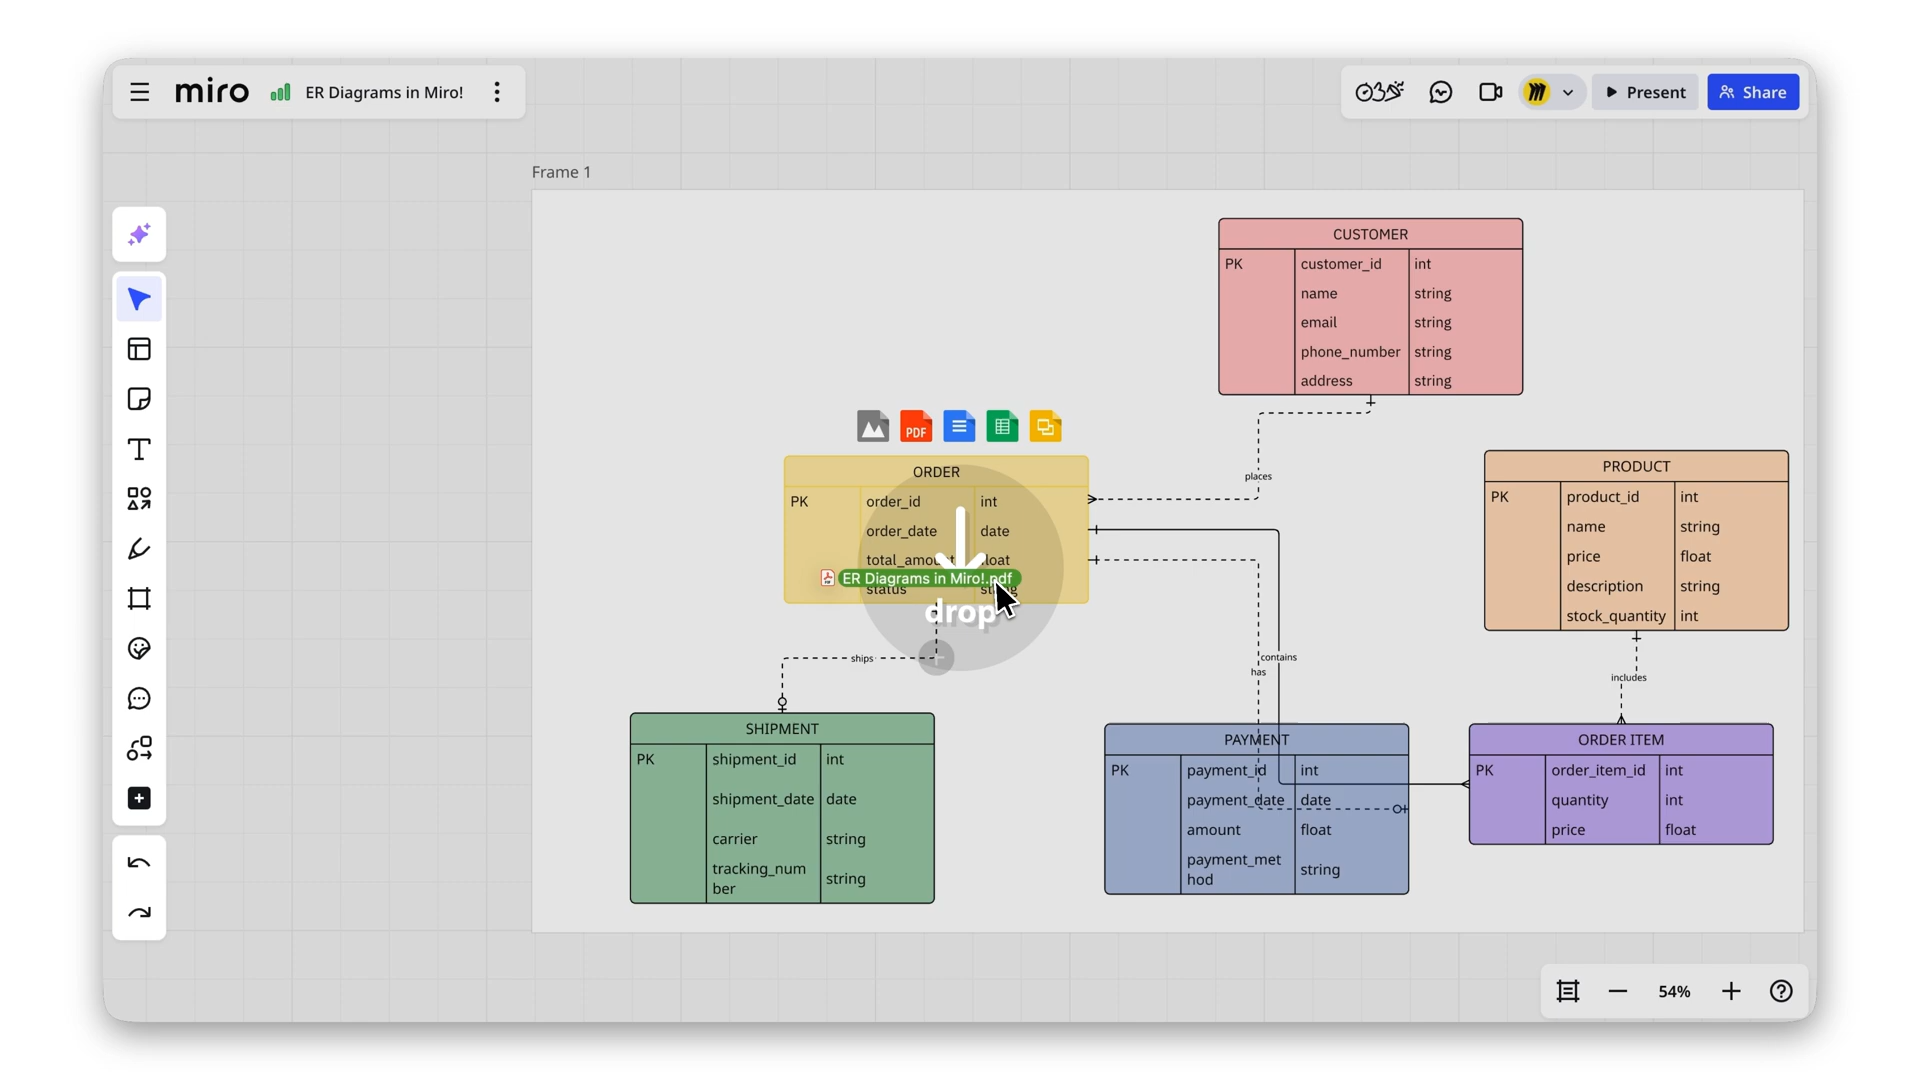 miro
ER Diagrams in Miro!
Present
Share
Frame 1
CUSTOMER
PK customer_id int
name string
email string
phone_number string
address string
places
PDF
ORDER
PK order_id int
order_date date
total_amount float
ER Diagrams in Miro!.pdf
status string
drop
PRODUCT
PK product_id int
name string
price float
description string
stock_quantity int
ships
contains
has
includes
SHIPMENT
PK shipment_id int
shipment_date date
carrier string
tracking_num
ber string
PAYMENT
PK payment_id int
payment_date date
amount float
payment_met
hod string
ORDER ITEM
PK order_item_id int
quantity int
price float
54%